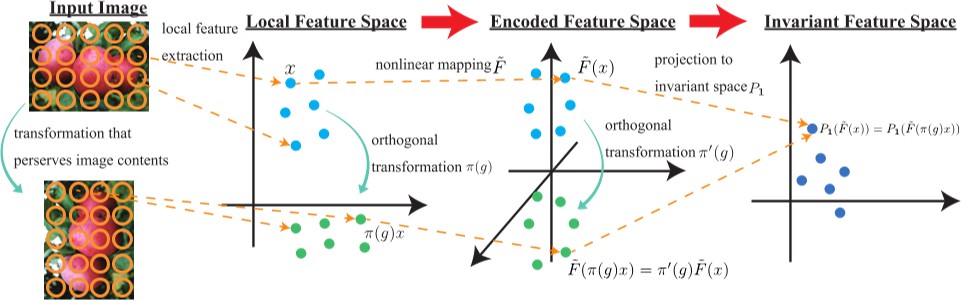 Input Image
Local Feature Space
Encoded Feature Space
Invariant Feature Space
local feature
extraction
x
nonlinear mapping F̃
F̃(x)
projection to
invariant space P₁
transformation that
perserves image contents
orthogonal
transformation π(g)
orthogonal
transformation π′(g)
P₁(F̃(x)) = P₁(F̃(π(g)x))
π(g)x
F̃(π(g)x) = π′(g)F̃(x)